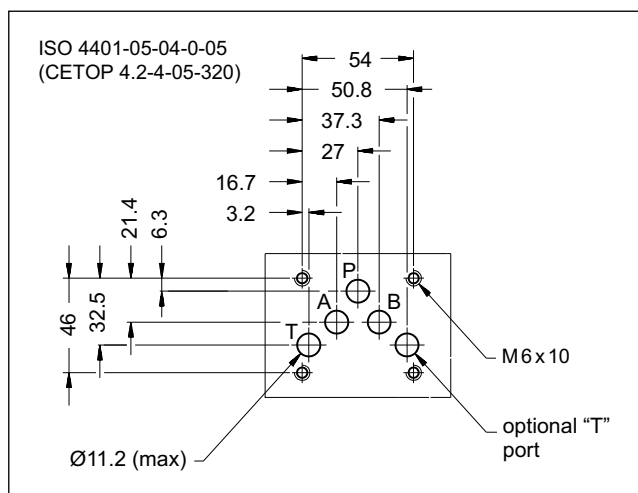 ISO 4401-05-04-0-05
(CETOP 4.2-4-05-320)
54
50.8
37.3
27
16.7
3.2
21.4
6.3
46
32.5
P
A
B
T
M6x10
optional “T”
port
Ø11.2 (max)